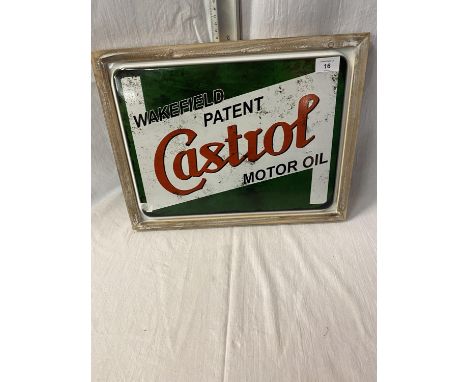 16
WAKEFIELD
PATENT
Castrol
MOTOR OIL